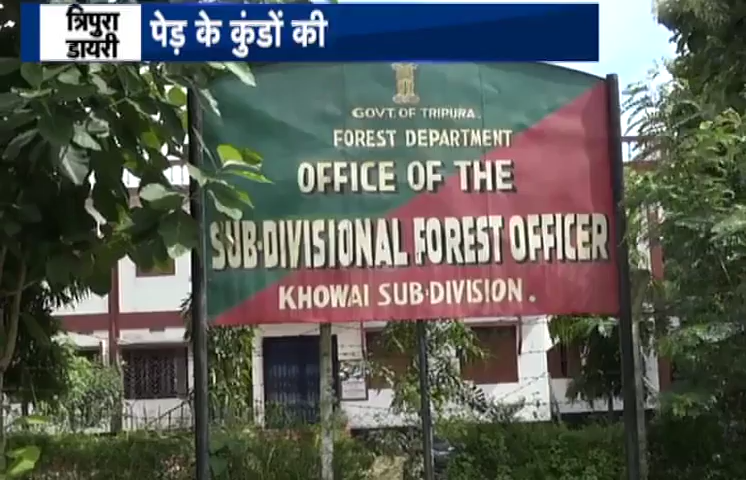 त्रिपुरा
डायरी
पेड़ के कुंडों की
GOVT. OF TRIPURA.
FOREST DEPARTMENT
OFFICE OF THE
SUB-DIVISIONAL FOREST OFFICER
KHOWAI SUB-DIVISION.